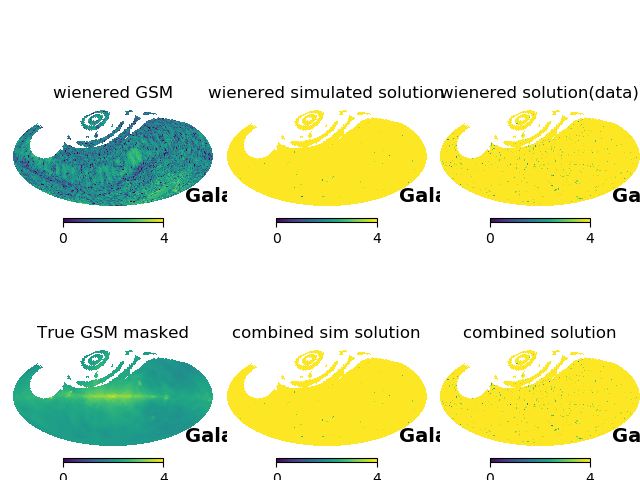 wienered GSM
wienered simulated solution
wienered solution(data)
Gala
Gala
Ga
0 4
0 4
0 4
True GSM masked
combined sim solution
combined solution
Gala
Gala
Ga
0 4
0 4
0 4